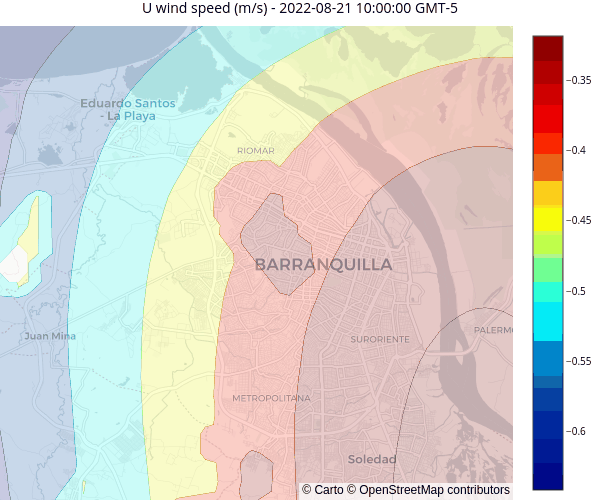 U wind speed (m/s) - 2022-08-21 10:00:00 GMT-5
−0.35
Eduardo Santos
- La Playa
RIOMAR
−0.4
−0.45
BARRANQUILLA
−0.5
Juan Mina
SURORIENTE
PALERMO
−0.55
METROPOLITANA
−0.6
Soledad
© Carto © OpenStreetMap contributors